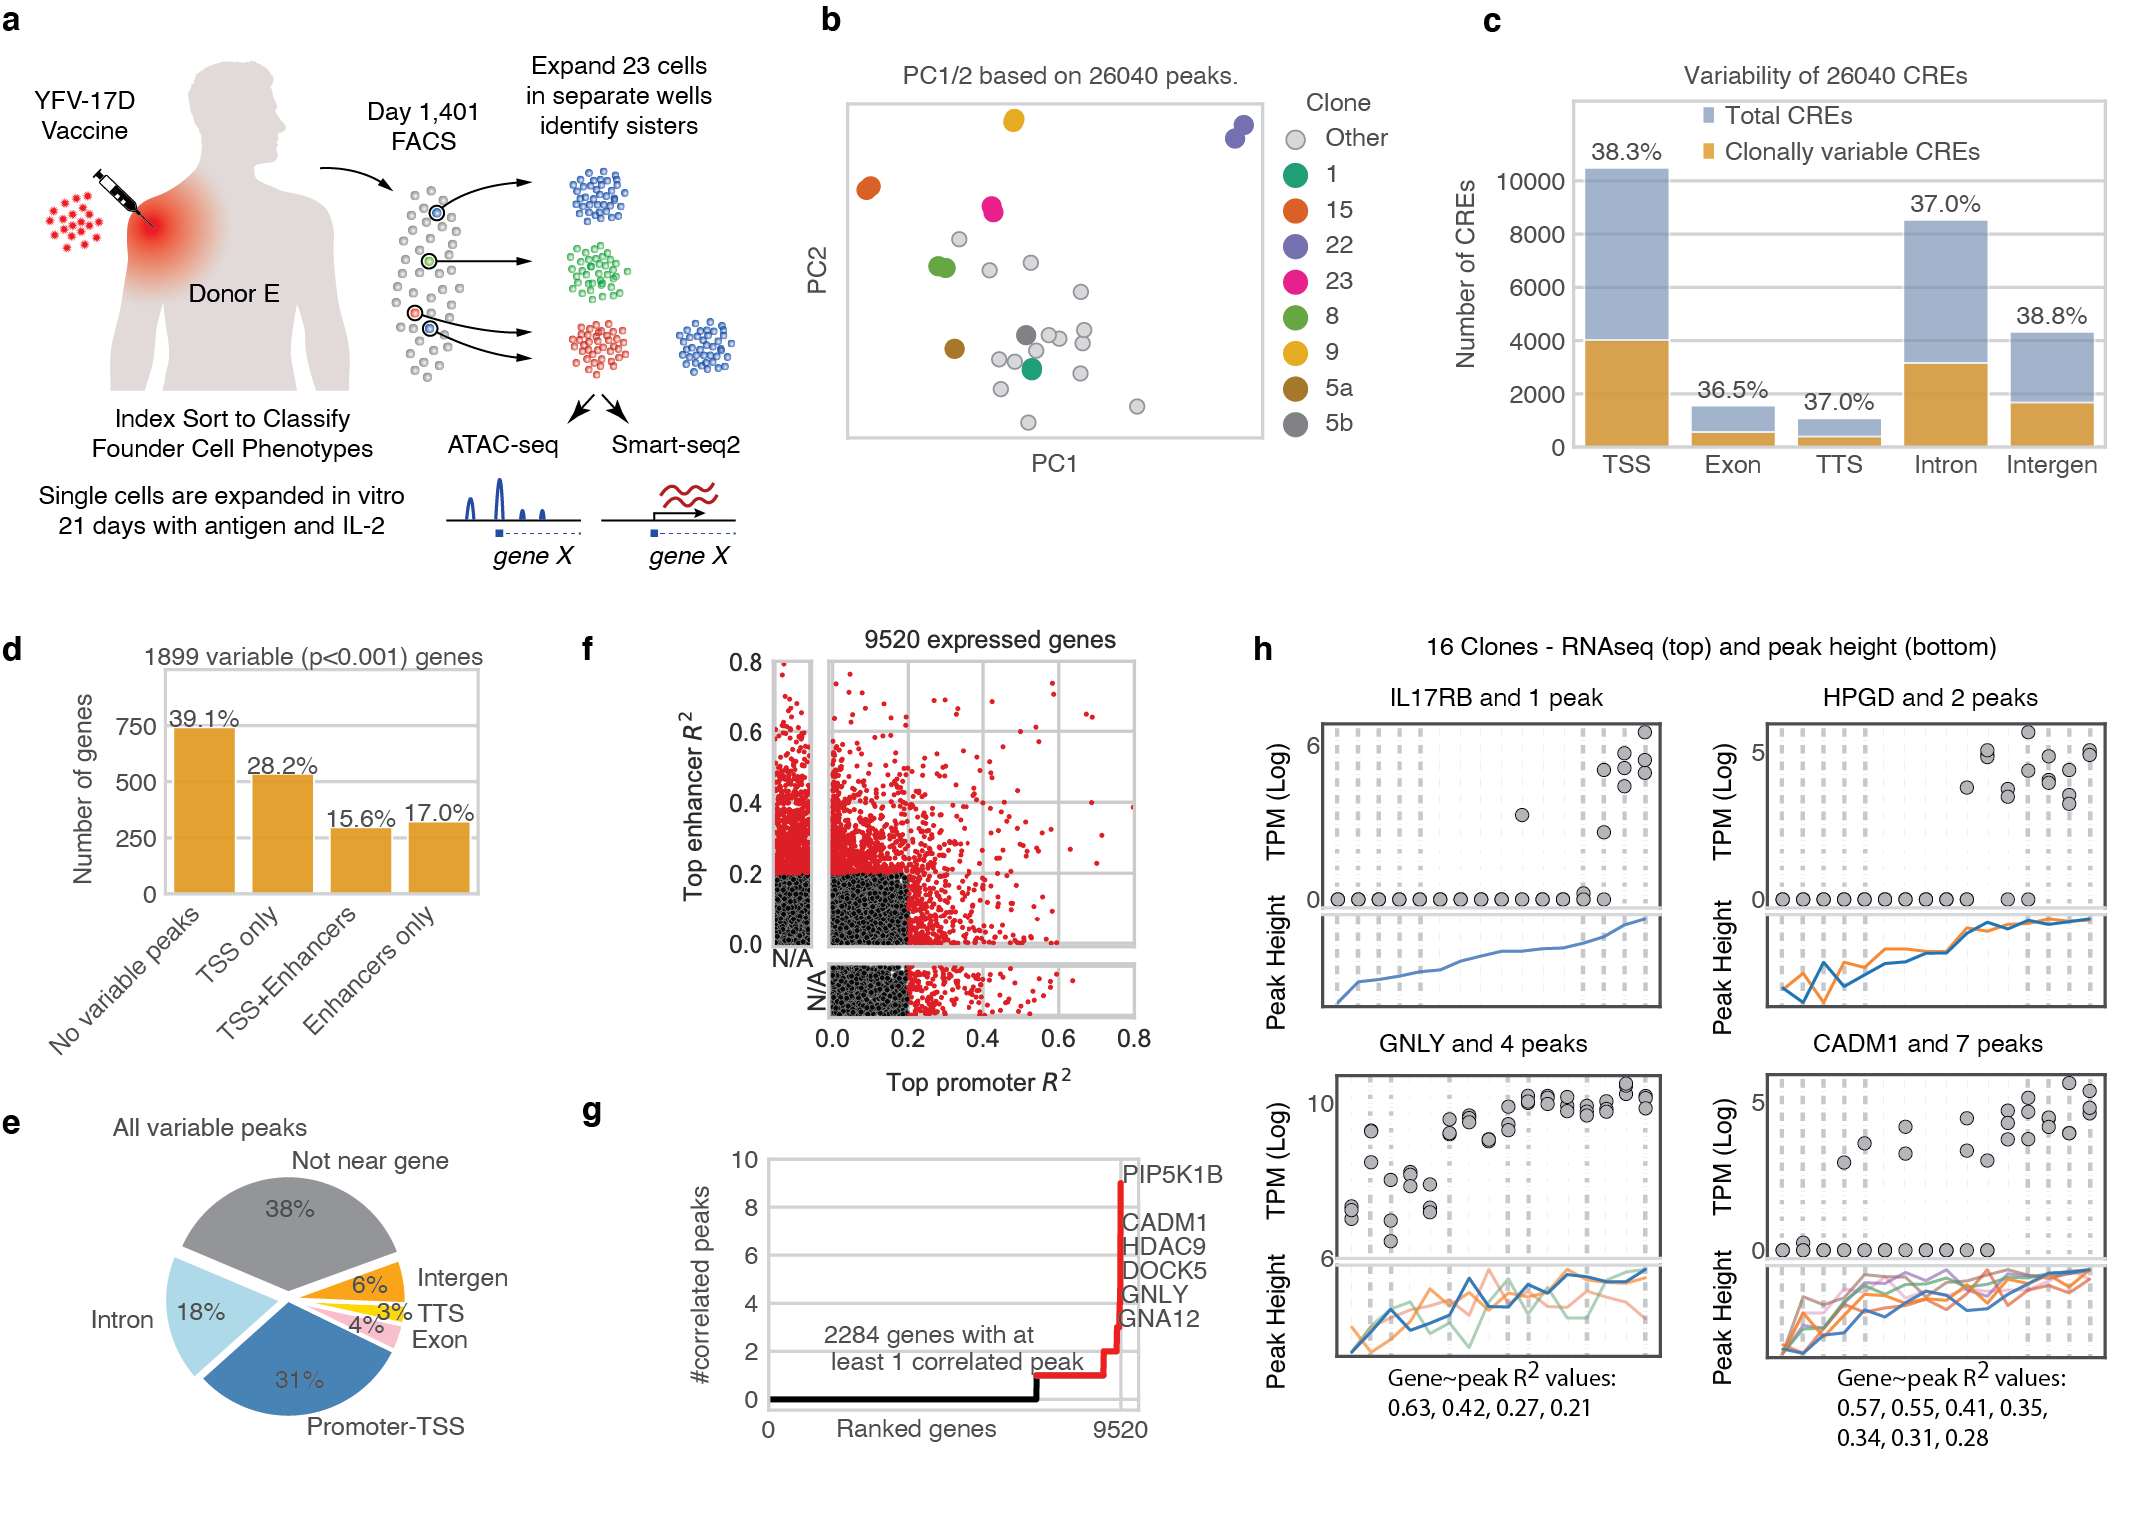 a
YFV-17D
Vaccine
Donor E
Day 1,401
FACS
Expand 23 cells
in separate wells
identify sisters
Index Sort to Classify
Founder Cell Phenotypes
Single cells are expanded in vitro
21 days with antigen and IL-2
ATAC-seq
Smart-seq2
gene X
gene X
b
PC1/2 based on 26040 peaks.
PC2
PC1
Clone
Other
1
15
22
23
8
9
5a
5b
c
Variability of 26040 CREs
Total CREs
Clonally variable CREs
Number of CREs
10000
8000
6000
4000
2000
0
38.3%
36.5%
37.0%
37.0%
38.8%
TSS
Exon
TTS
Intron
Intergen
d
1899 variable (p<0.001) genes
Number of genes
750
500
250
0
39.1%
28.2%
15.6%
17.0%
No variable peaks
TSS only
TSS+Enhancers
Enhancers only
e
All variable peaks
Not near gene
38%
Intergen
6%
TTS
3%
Exon
4%
Intron
18%
31%
Promoter-TSS
f
9520 expressed genes
Top enhancer R2
0.8
0.6
0.4
0.2
0.0
N/A
N/A
0.0
0.2
0.4
0.6
0.8
Top promoter R2
g
#correlated peaks
10
8
6
4
2
0
PIP5K1B
CADM1
HDAC9
DOCK5
GNLY
GNA12
2284 genes with at
least 1 correlated peak
0
Ranked genes
9520
h
16 Clones - RNAseq (top) and peak height (bottom)
IL17RB and 1 peak
TPM (Log)
6
0
Peak Height
HPGD and 2 peaks
TPM (Log)
5
0
Peak Height
GNLY and 4 peaks
TPM (Log)
10
6
Peak Height
Gene~peak R2 values:
0.63, 0.42, 0.27, 0.21
CADM1 and 7 peaks
TPM (Log)
5
0
Peak Height
Gene~peak R2 values:
0.57, 0.55, 0.41, 0.35,
0.34, 0.31, 0.28